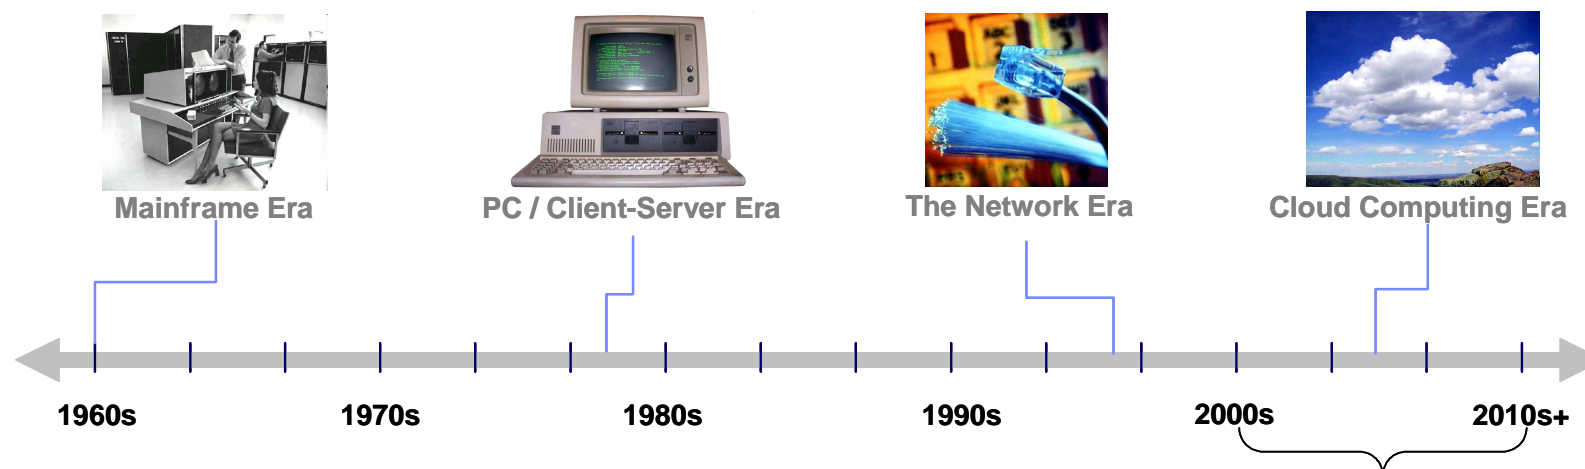 Mainframe Era
PC / Client-Server Era
The Network Era
Cloud Computing Era
1960s
1970s
1980s
1990s
2000s
2010s+